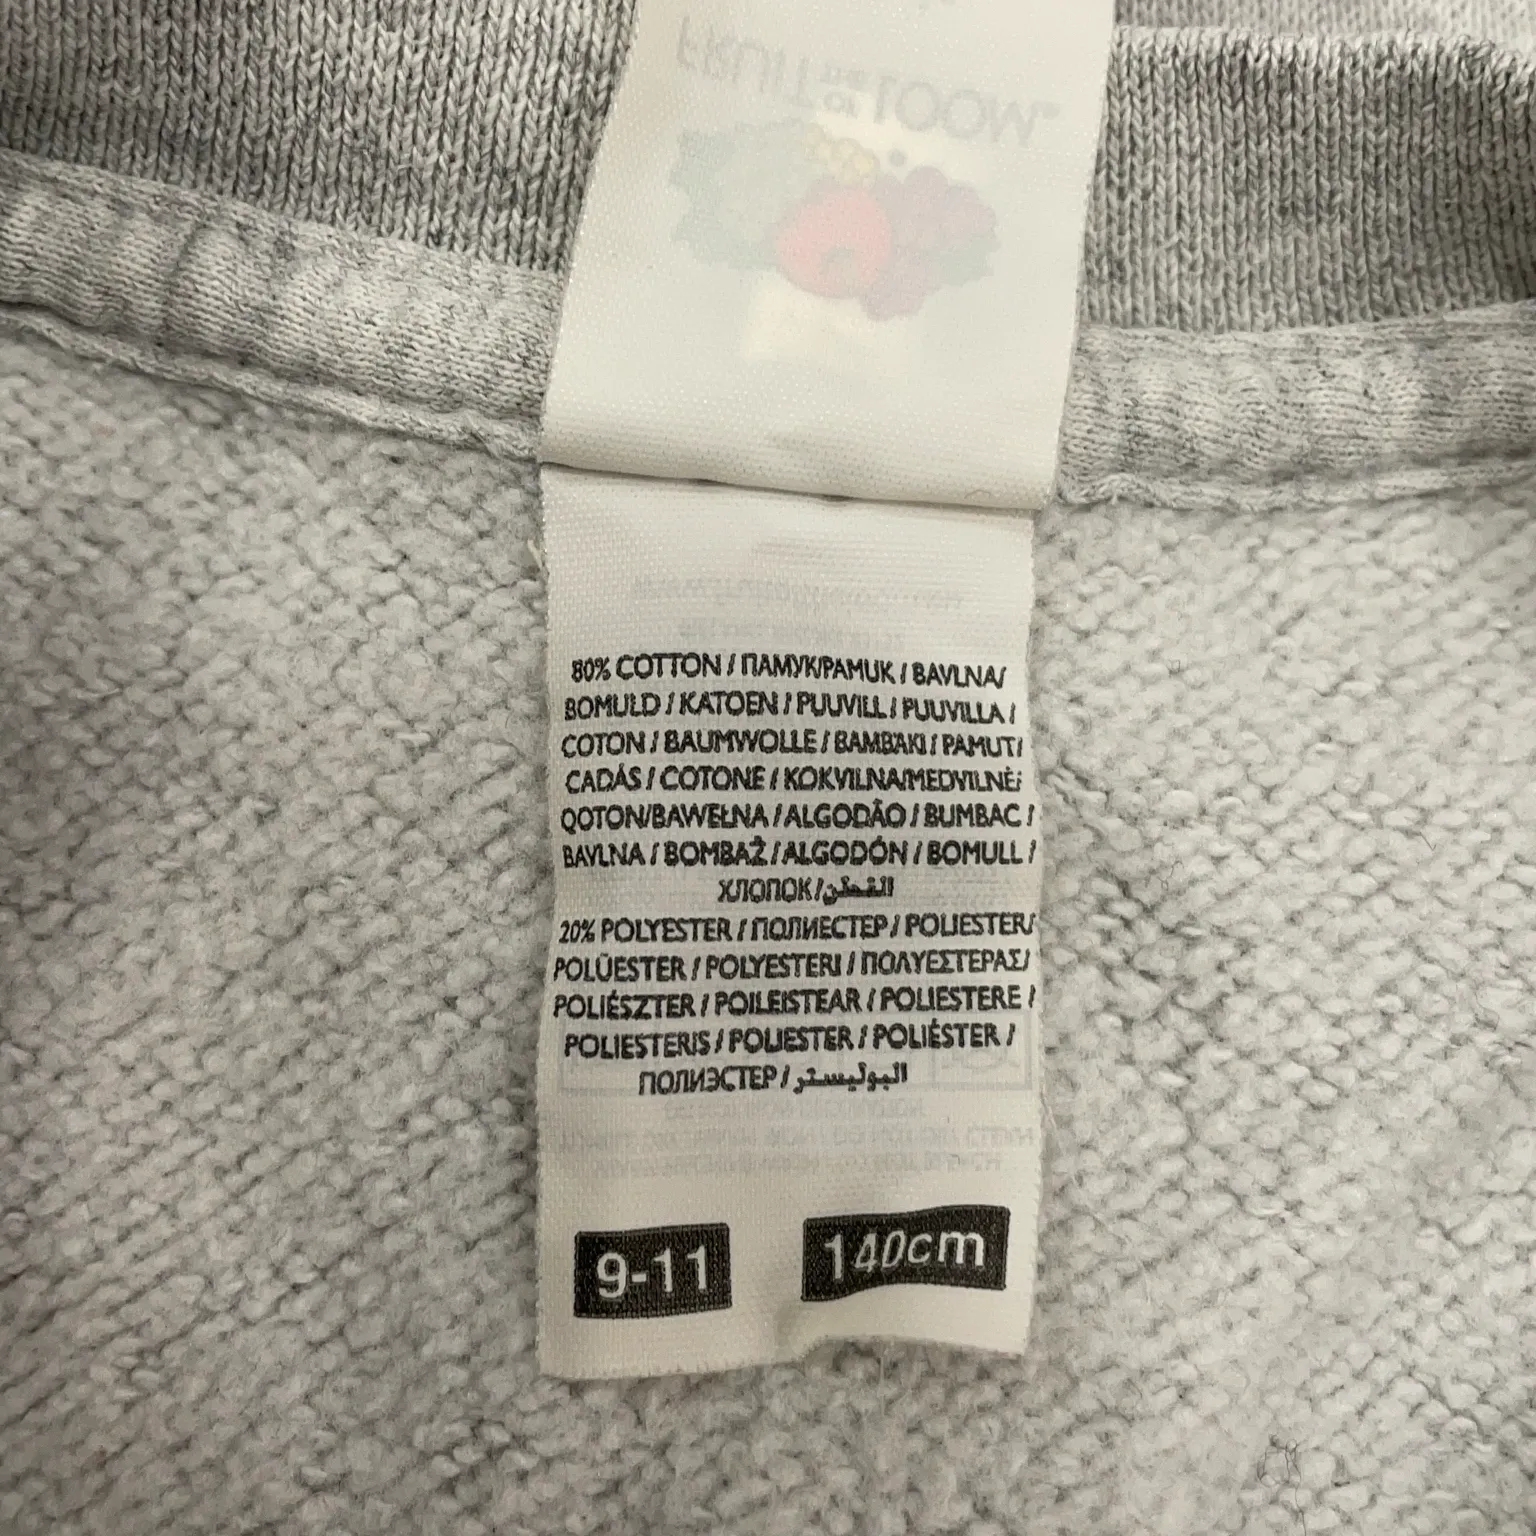 80% COTTON / ПАМУК/PAMUK / BAVLNA/
BOMULD / KATOEN / PUUVILL / PUUVILLA /
COTON / BAUMWOLLE / BAMBAKI / PAMUT/
CADÁS / COTONE / KOKVILNA/MEDVILNĖ/
QOTON/BAWEŁNA / ALGODÃO / BUMBAC /
BAVLNA / BOMBAŽ / ALGODÓN / BOMULL /
ХЛОПОК/القطن
20% POLYESTER / ПОЛИЕСТЕР / POLIESTER/
POLÜESTER / POLYESTERI / ΠΟΛΥΕΣΤΕΡΑΣ/
POLIÉSZTER / POILEISTEAR / POLIESTERE /
POLIESTERIS / POLIESTER / POLIÉSTER /
ПОЛИЭСТЕР / البوليستر
9-11 140cm